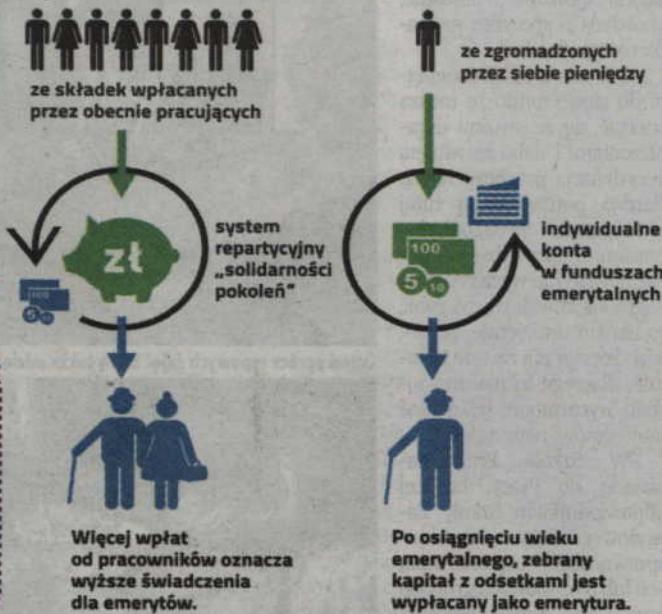 ze składek wpłacanych
przez obecnie pracujących
zł
100
system
repartycyjny
„solidarności
pokoleń"
Więcej wpłat
od pracowników oznacza
wyższe świadczenia
dla emerytów.
ze zgromadzonych
przez siebie pieniędzy
100
5
10
indywidualne
konta
w funduszach
emerytalnych
Po osiągnięciu wieku
emerytalnego, zebrany
kapitał z odsetkami jest
wypłacany jako emerytura.